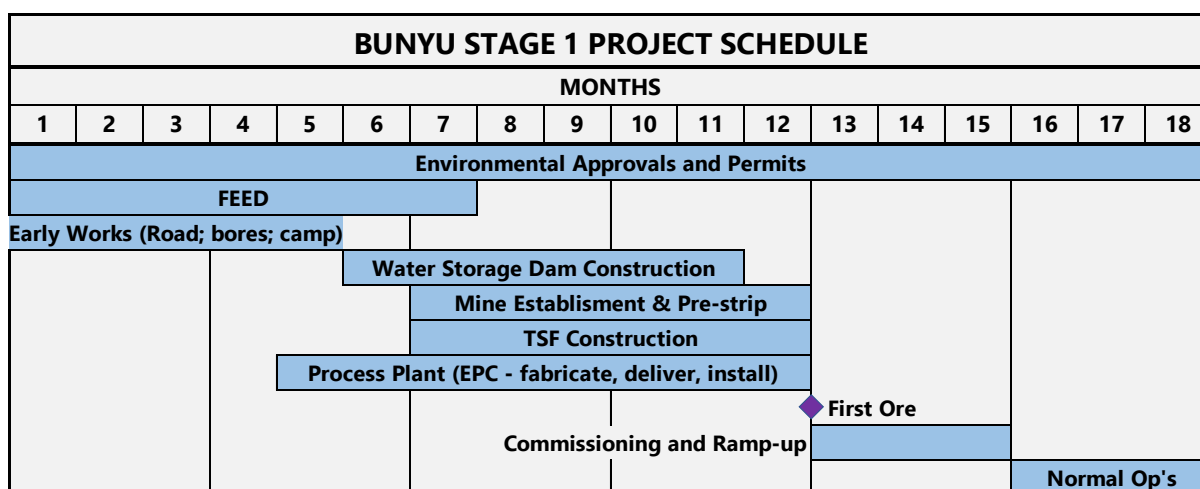 BUNYU STAGE 1 PROJECT SCHEDULE
MONTHS
1 2 3 4 5 6 7 8 9 10 11 12 13 14 15 16 17 18
Environmental Approvals and Permits
FEED
Early Works (Road; bores; camp)
Water Storage Dam Construction
Mine Establisment & Pre-strip
TSF Construction
Process Plant (EPC - fabricate, deliver, install)
First Ore
Commissioning and Ramp-up
Normal Op's